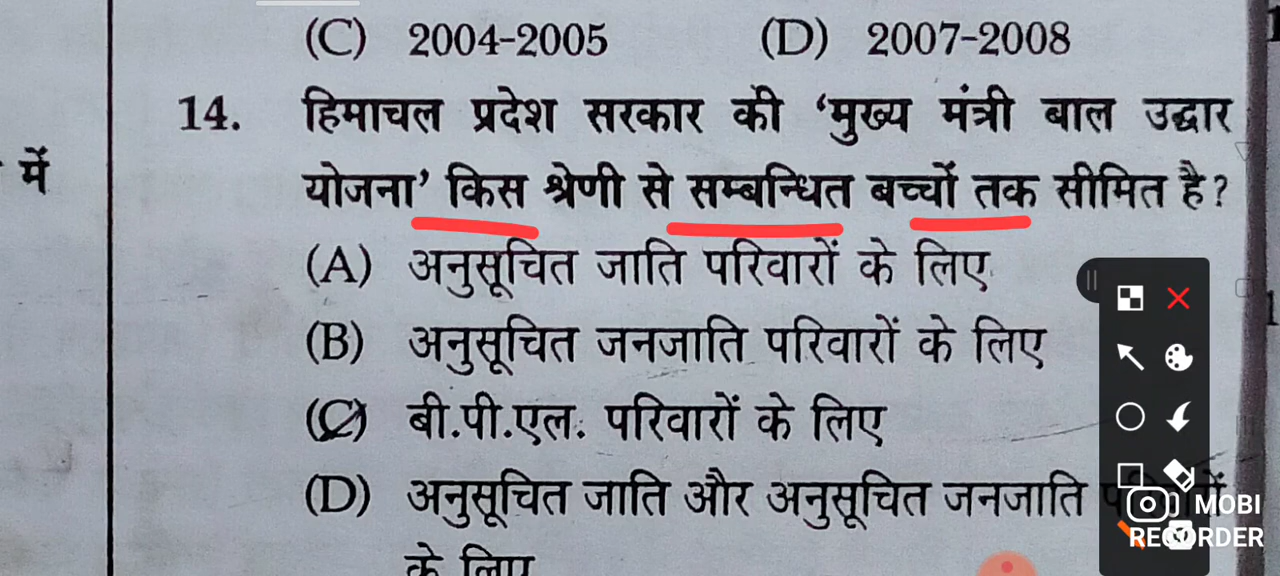 (C) 2004-2005 (D) 2007-2008
14. हिमाचल प्रदेश सरकार की 'मुख्य मंत्री बाल उद्धार
में योजना' किस श्रेणी से सम्बन्धित बच्चों तक सीमित है?
(A) अनुसूचित जाति परिवारों के लिए
(B) अनुसूचित जनजाति परिवारों के लिए
(C) बी.पी.एल. परिवारों के लिए
(D) अनुसूचित जाति और अनुसूचित जनजाति
के लिए
MOBI
RECORDER